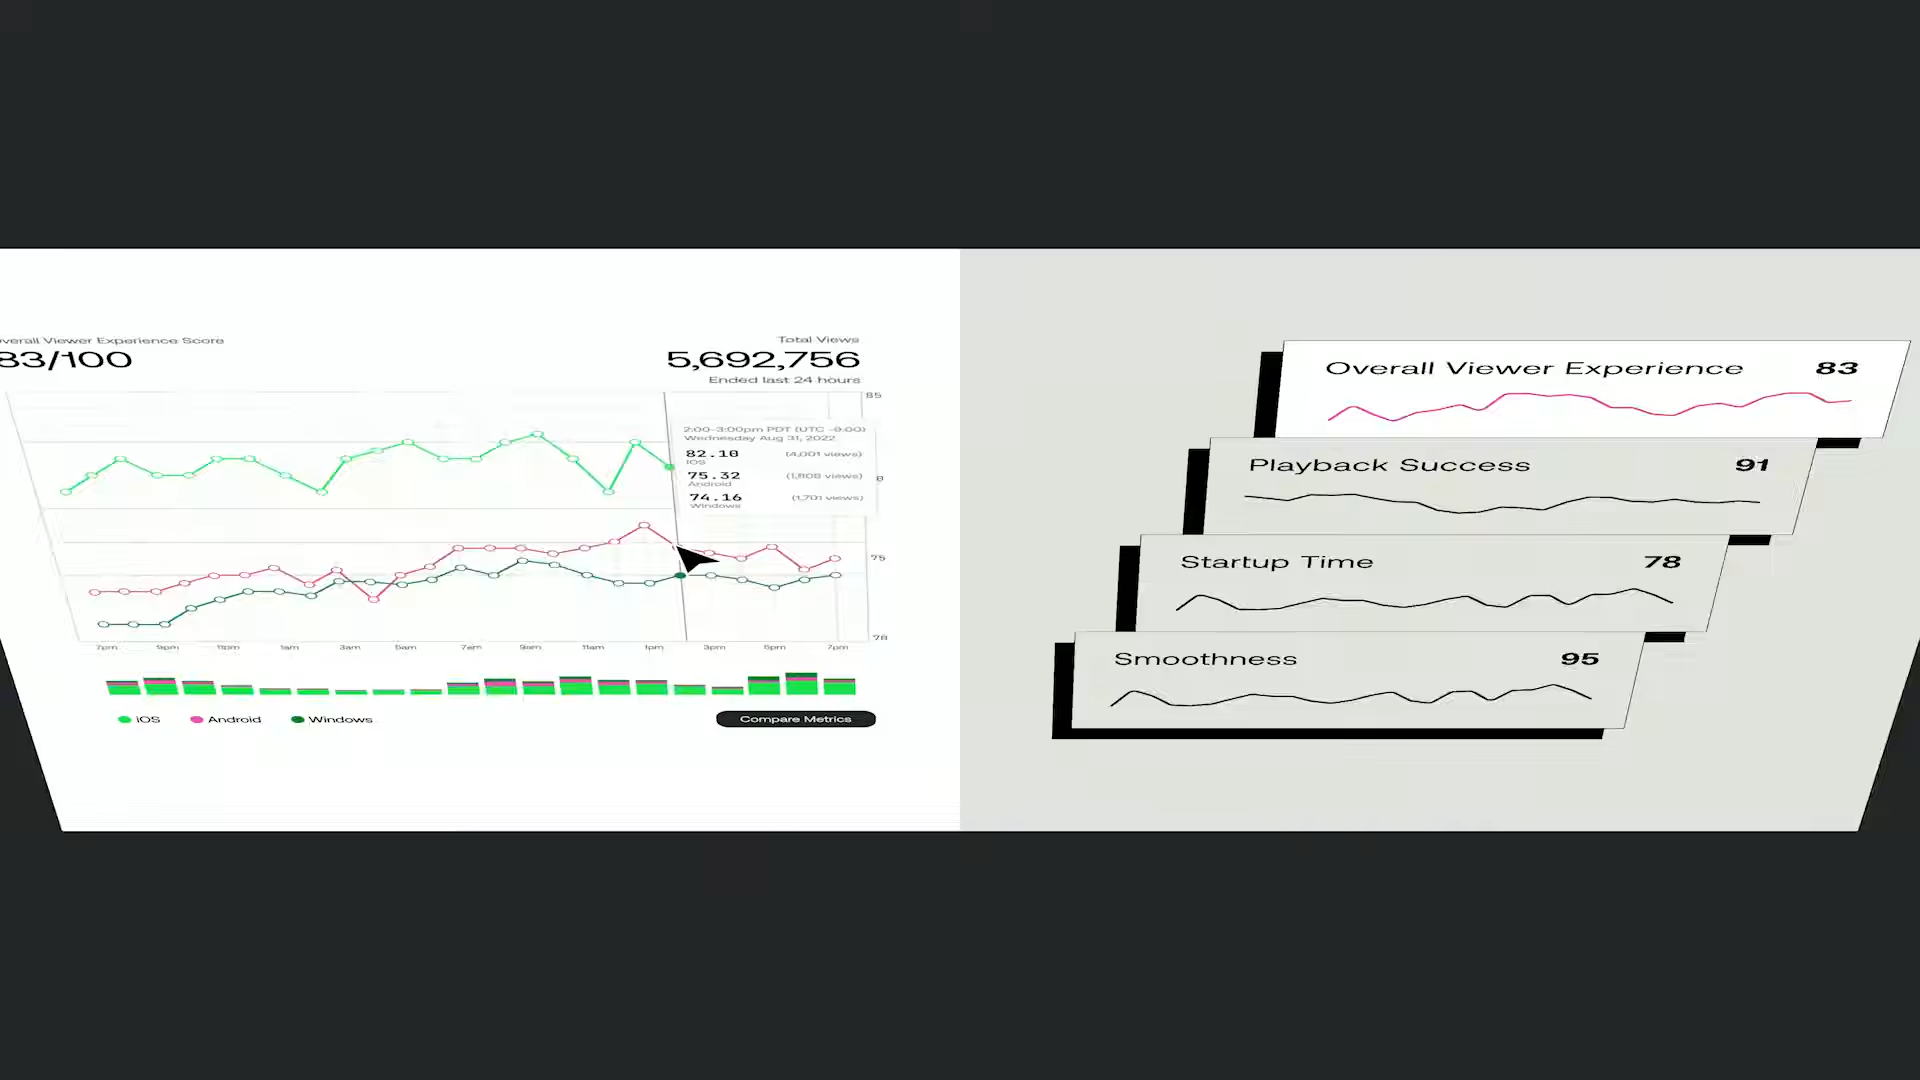 verall Viewer Experience Score
83/100
Total Views
5,692,756
Ended last 24 hours
85
2:00-3:00pm PDT (UTC -8:00)
Wednesday Aug 31, 2022
82.10 (4,001 views)
iOS
75.32 (1,808 views)
Android
74.16 (1,701 views)
Windows
75
78
7pm 9pm 11pm 1am 3am 5am 7am 9am 11am 1pm 3pm 5pm 7pm
iOS Android Windows
Compare Metrics
Overall Viewer Experience 83
Playback Success 91
Startup Time 78
Smoothness 95